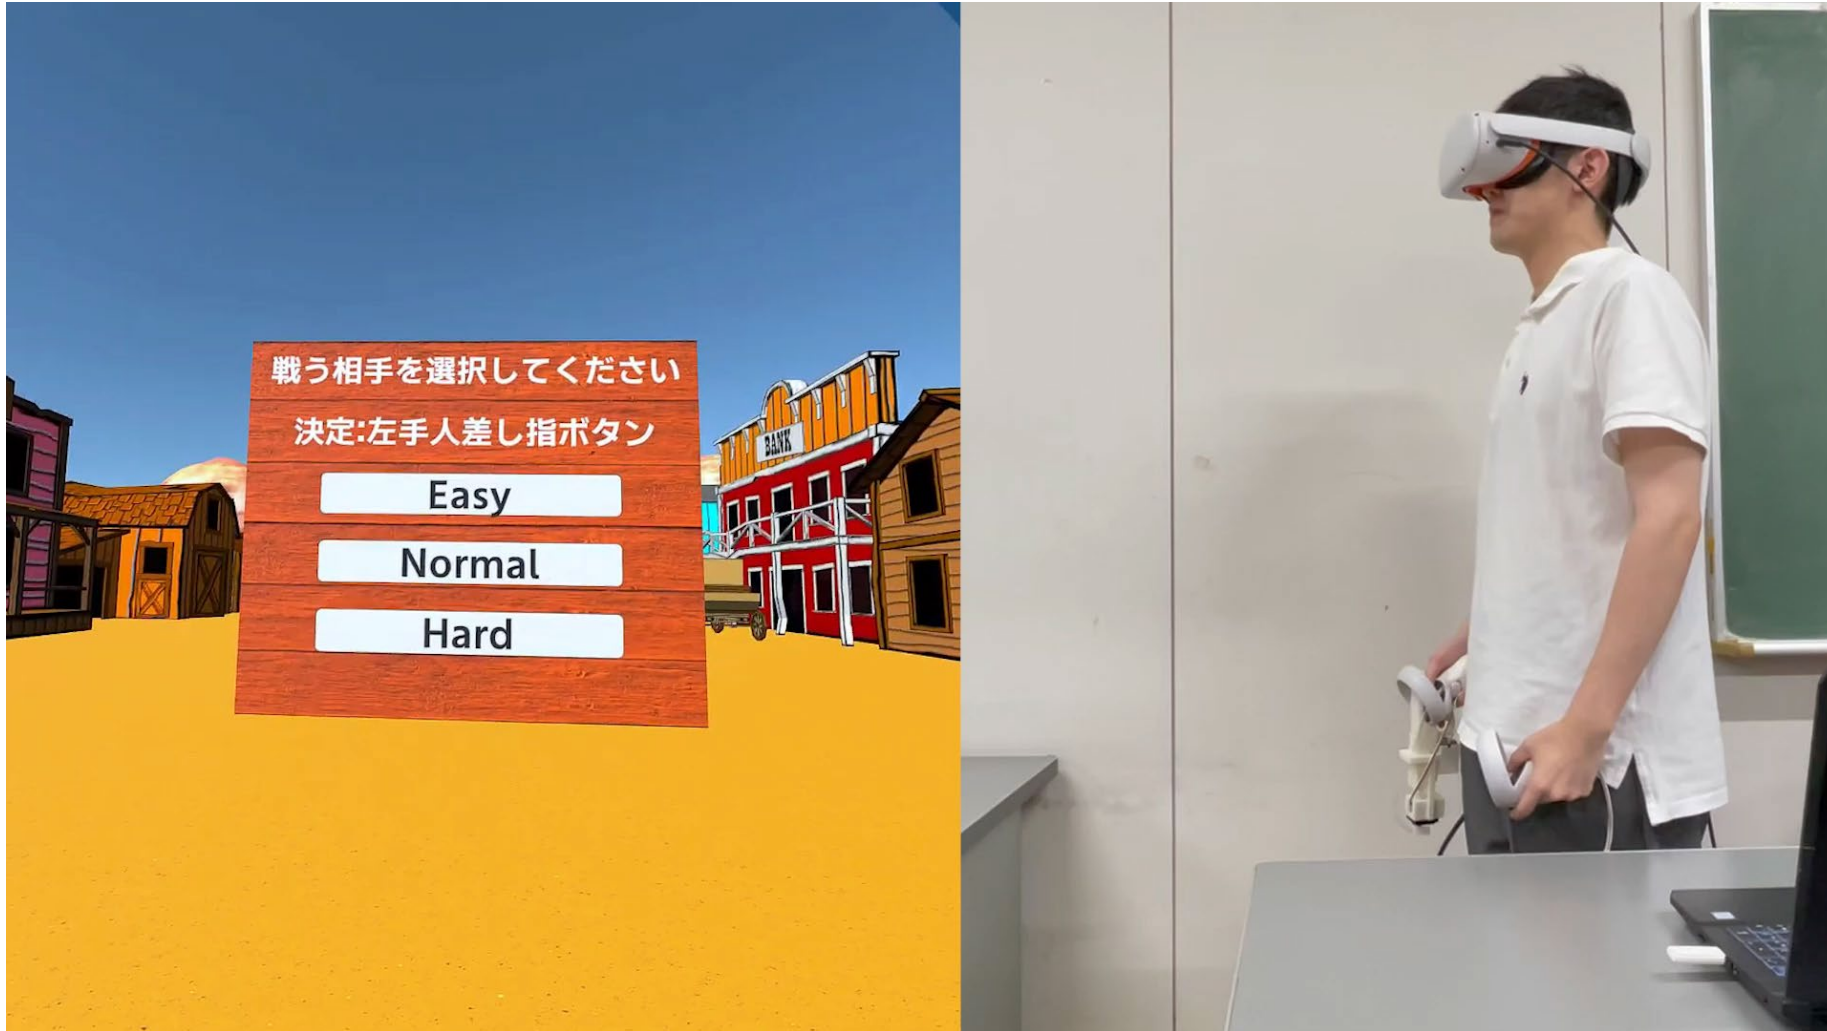 戦う相手を選択してください
決定:左手人差し指ボタン
Easy
Normal
Hard
BANK